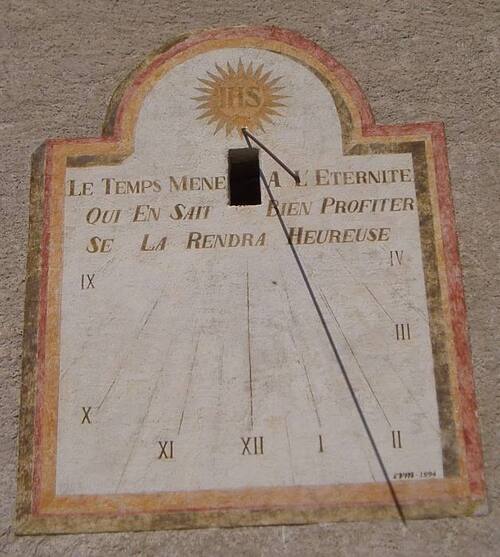 IHS
LE TEMPS MENE A L'ETERNITE
QUI EN SAIT BIEN PROFITER
SE LA RENDRA HEUREUSE
IX IV
III
X XI XII I II
1994